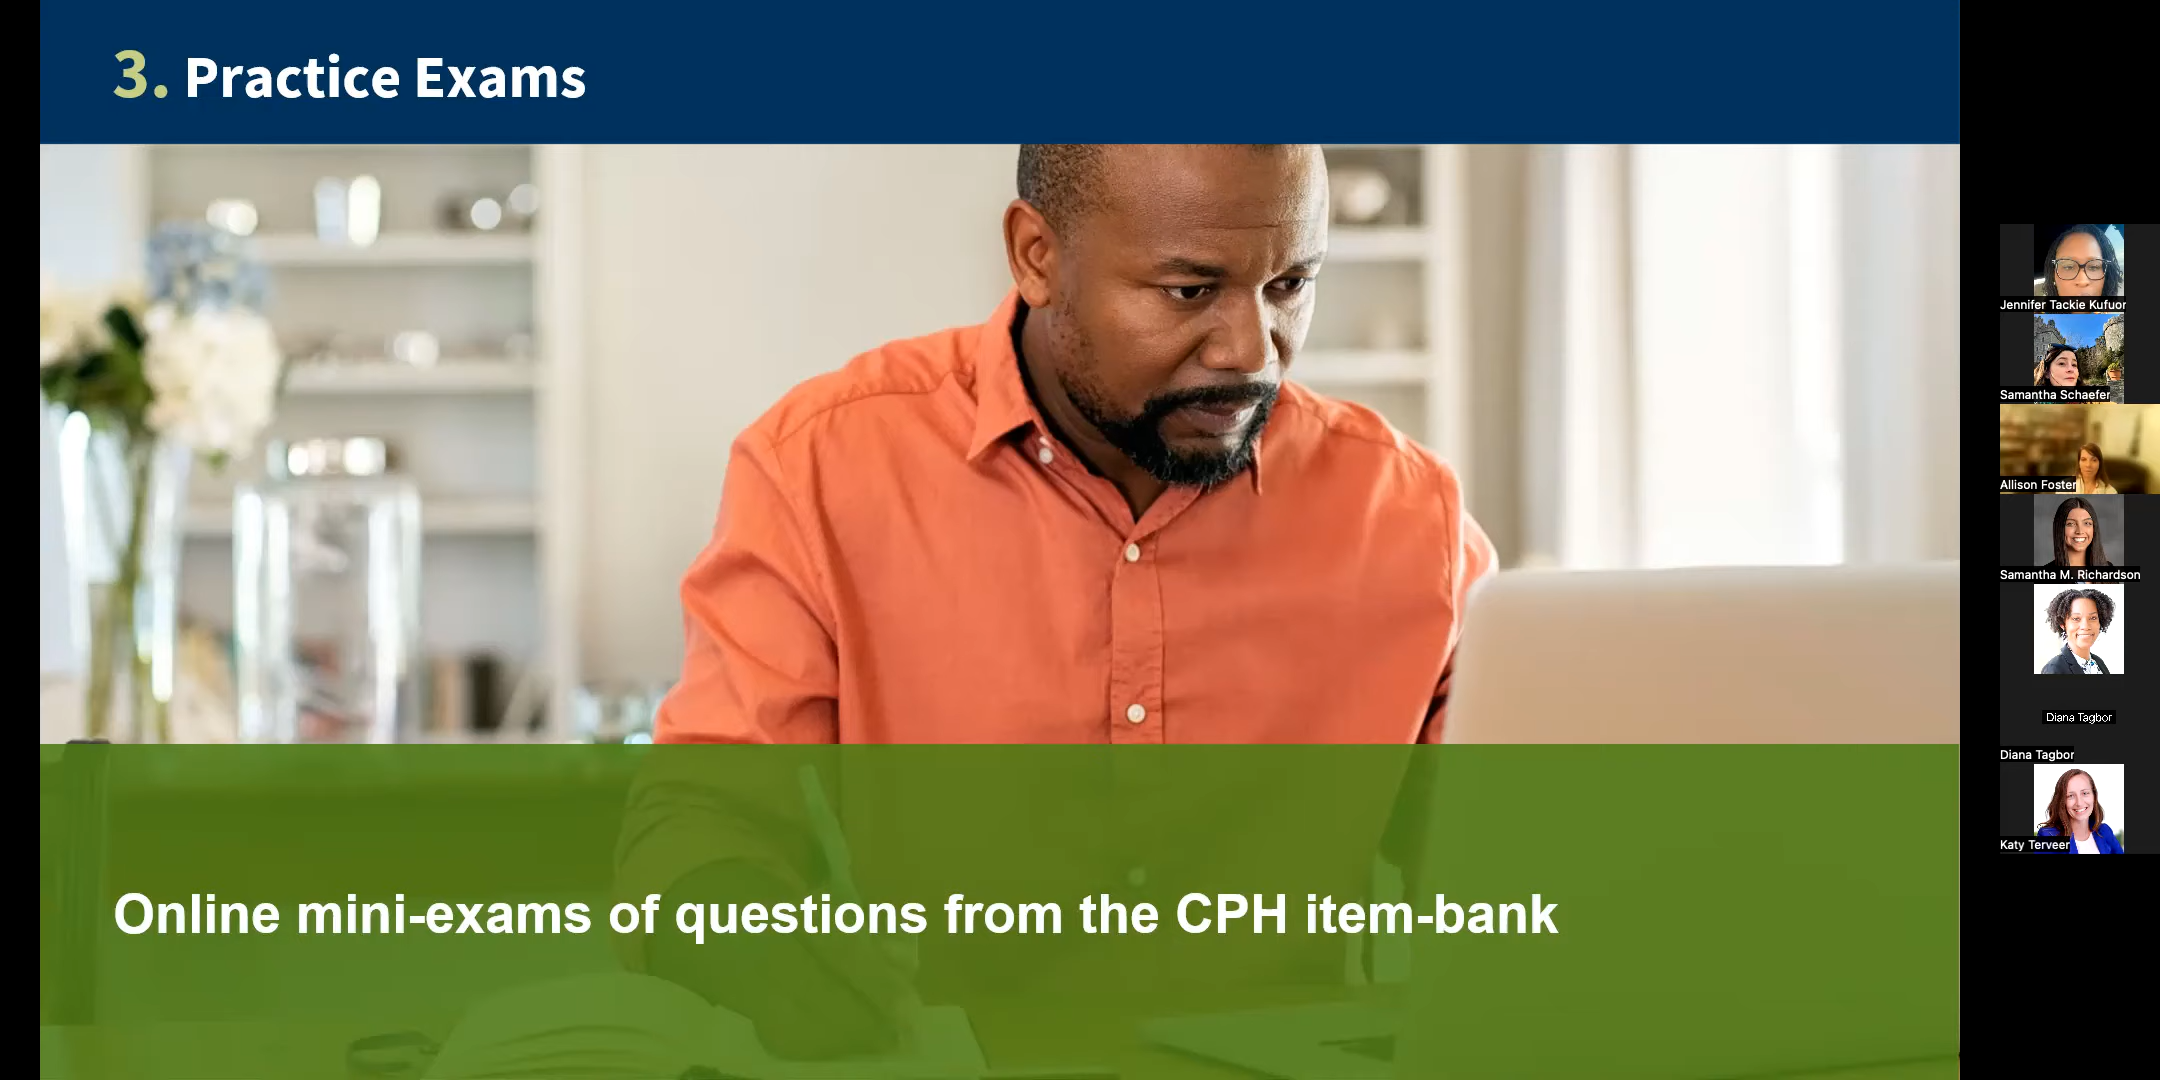 3. Practice Exams
Online mini-exams of questions from the CPH item-bank
Jennifer Tackie Kufuor
Samantha Schaefer
Allison Foster
Samantha M. Richardson
Diana Tagbor
Diana Tagbor
Katy Terveer